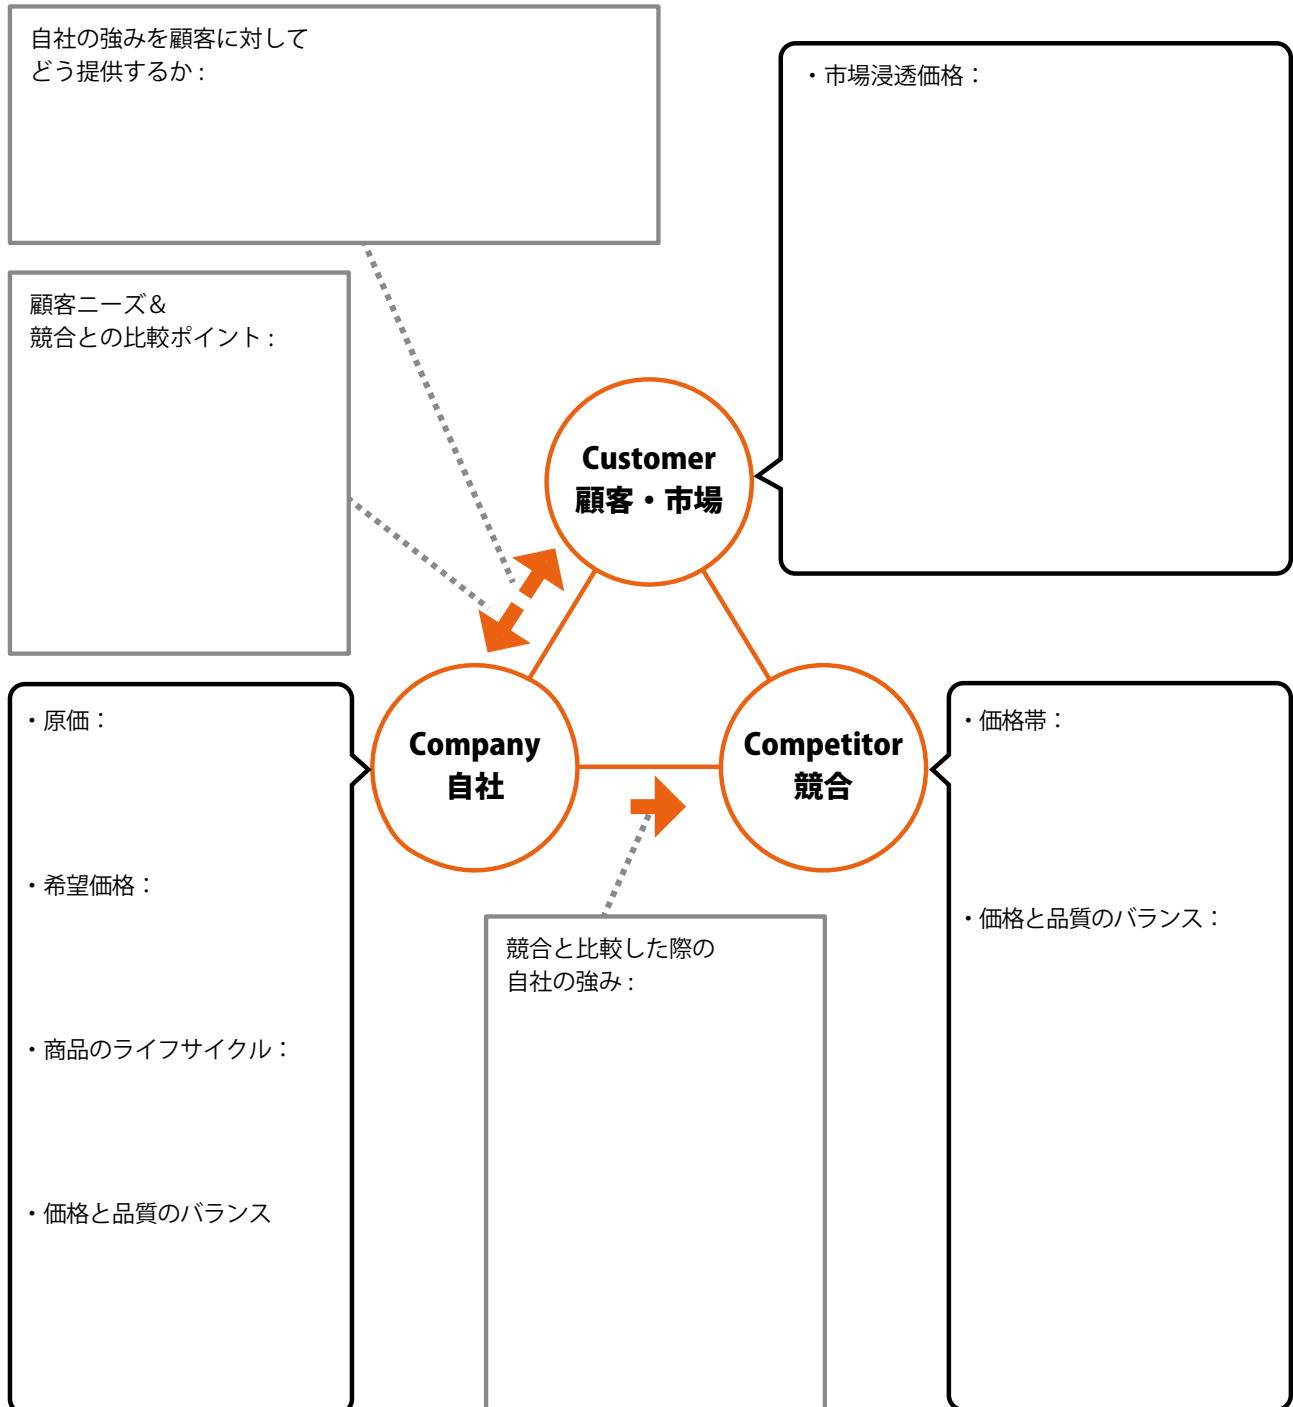 自社の強みを顧客に対して
どう提供するか：
・市場浸透価格：
顧客ニーズ＆
競合との比較ポイント：
Customer
顧客・市場
Company
自社
Competitor
競合
・原価：
・希望価格：
・商品のライフサイクル：
・価格と品質のバランス
競合と比較した際の
自社の強み：
・価格帯：
・価格と品質のバランス：